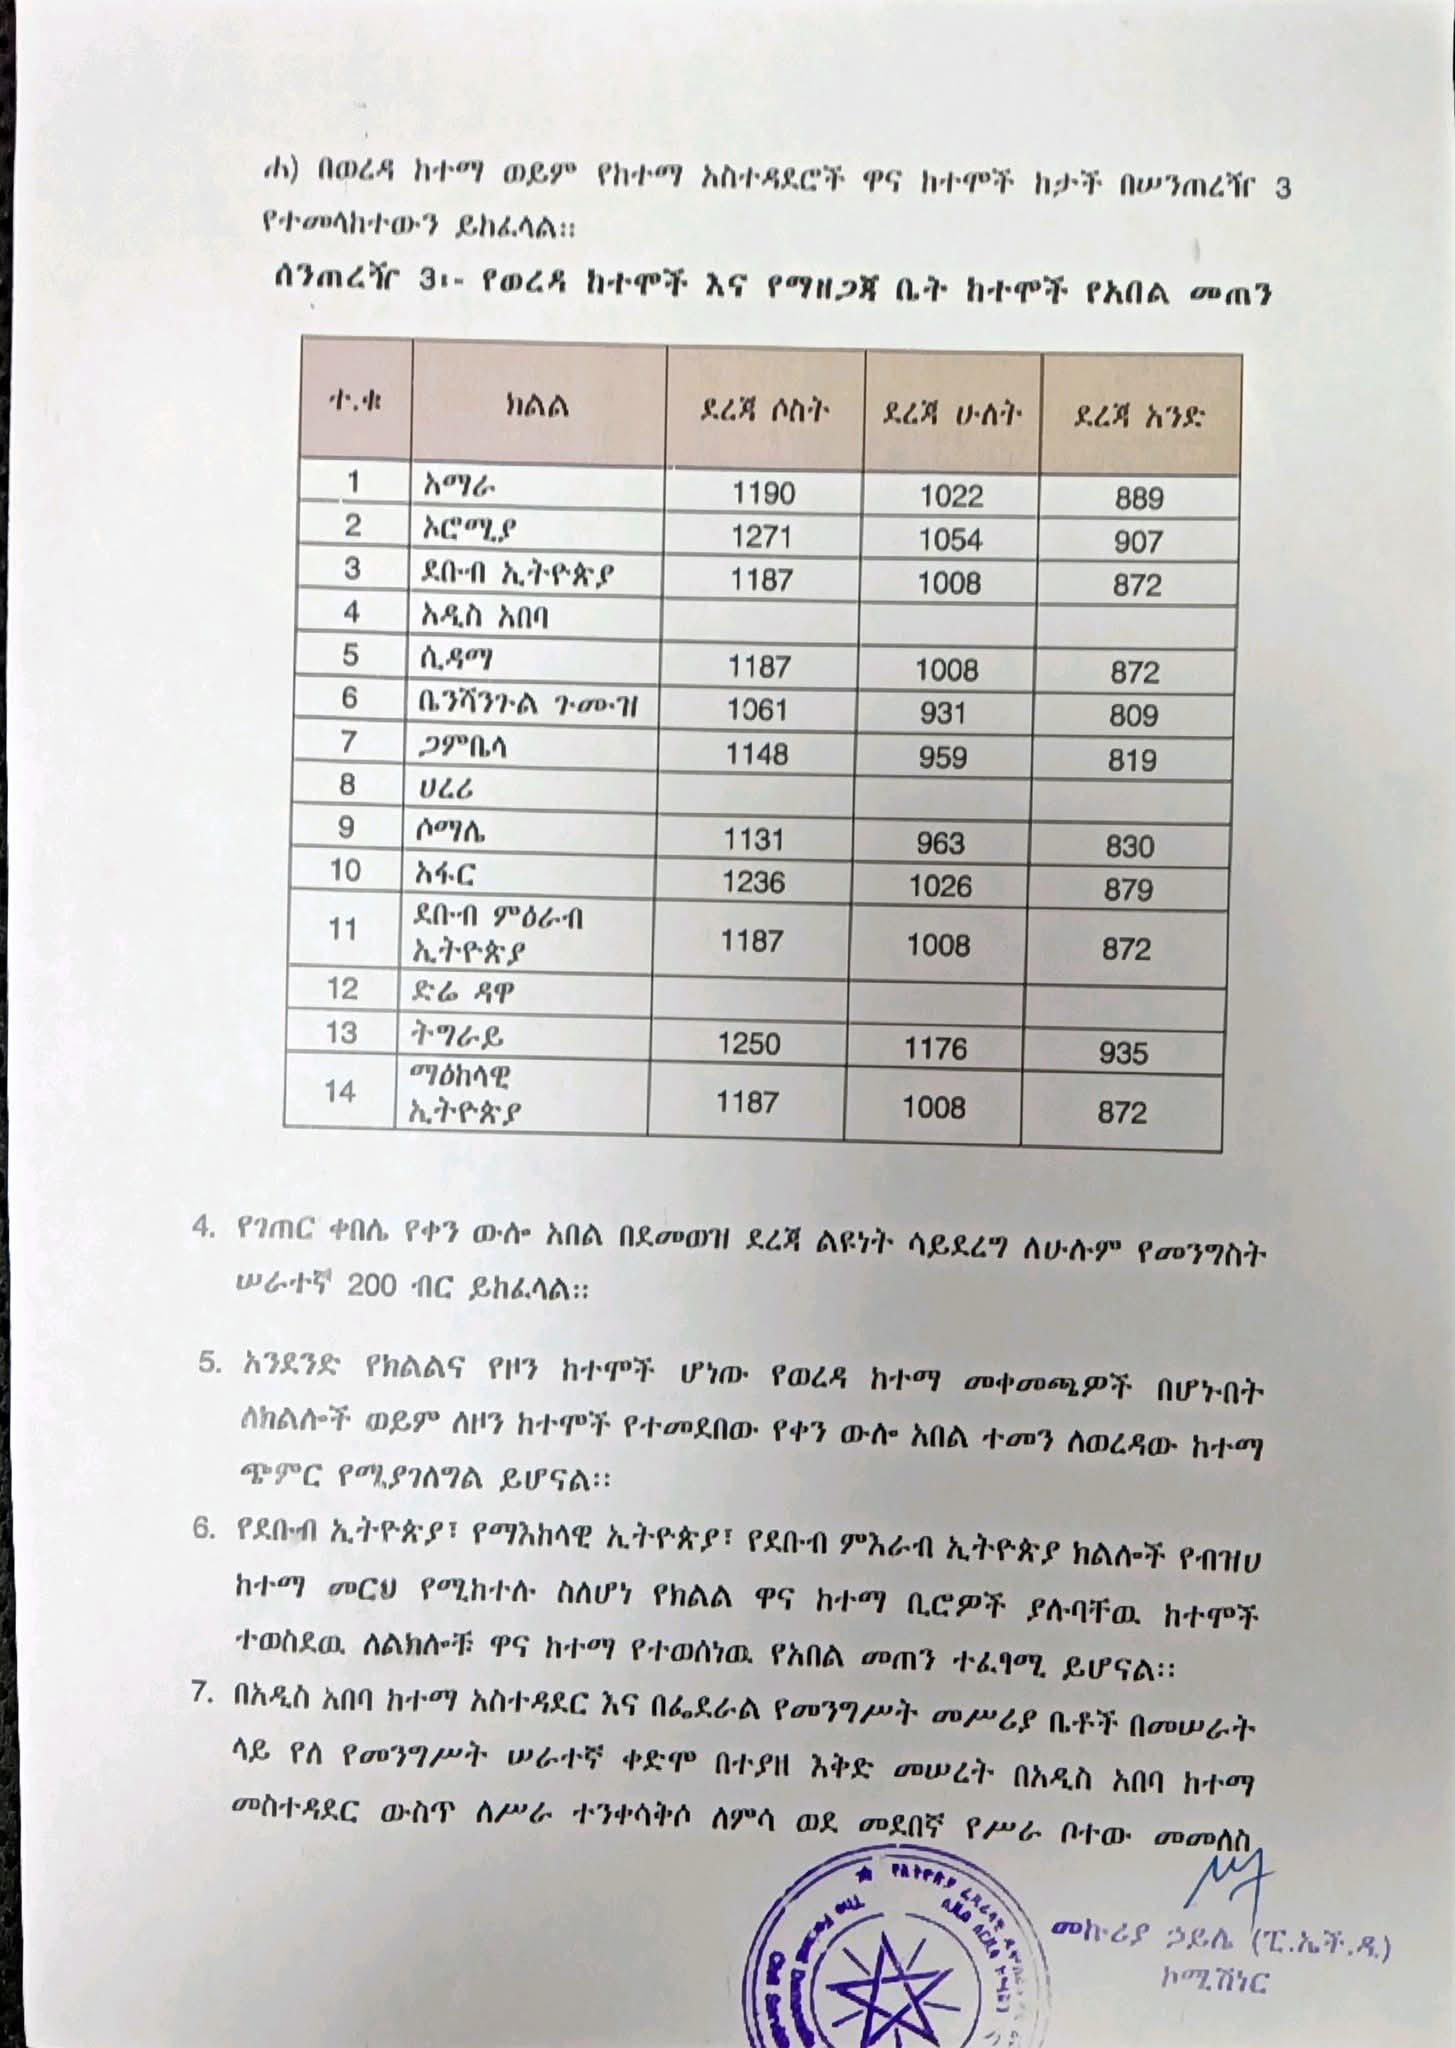 ሐ) በወረዳ ከተማ ወይም የከተማ አስተዳደሮች ዋና ከተሞች ከታች በሠንጠረዥ 3
የተመላከተውን ይከፈላል፡፡
ሰንጠረዥ 3፡- የወረዳ ከተሞች እና የማዘጋጃ ቤት ከተሞች የአበል መጠን
ተ.ቁ ክልል ደረጃ ሶስት ደረጃ ሁለት ደረጃ አንድ
1 አማራ 1190 1022 889
2 ኦሮሚያ 1271 1054 907
3 ደቡብ ኢትዮጵያ 1187 1008 872
4 አዲስ አበባ
5 ሲዳማ 1187 1008 872
6 ቤንሻንጉል ጉሙዝ 1061 931 809
7 ጋምቤላ 1148 959 819
8 ሀረሪ
9 ሶማሌ 1131 963 830
10 አፋር 1236 1026 879
11 ደቡብ ምዕራብ
ኢትዮጵያ 1187 1008 872
12 ድሬ ዳዋ
13 ትግራይ 1250 1176 935
14 ማዕከላዊ
ኢትዮጵያ 1187 1008 872
4. የገጠር ቀበሌ የቀን ውሎ አበል በደመወዝ ደረጃ ልዩነት ሳይደረግ ለሁሉም የመንግስት
ሠራተኛ 200 ብር ይከፈላል፡፡
5. አንደንድ የክልልና የዞን ከተሞች ሆነው የወረዳ ከተማ መቀመጫዎች በሆኑበት
ለክልሎች ወይም ለዞን ከተሞች የተመደበው የቀን ውሎ አበል ተመን ለወረዳው ከተማ
ጭምር የሚያገለግል ይሆናል፡፡
6. የደቡብ ኢትዮጵያ፣ የማእከላዊ ኢትዮጵያ፣ የደቡብ ምእራብ ኢትዮጵያ ክልሎች የብዝሀ
ከተማ መርህ የሚከተሉ ስለሆነ የክልል ዋና ከተማ ቢሮዎች ያሉባቸዉ ከተሞች
ተወስደዉ ለልክሎቹ ዋና ከተማ የተወሰነዉ የአበል መጠን ተፈፃሚ ይሆናል፡፡
7. በአዲስ አበባ ከተማ አስተዳደር እና በፌደራል የመንግሥት መሥሪያ ቤቶች በመሠራት
ላይ የለ የመንግሥት ሠራተኛ ቀድሞ በተያዘ እቅድ መሠረት በአዲስ አበባ ከተማ
መስተዳደር ውስጥ ለሥራ ተንቀሳቅሶ ለምሳ ወደ መደበኛ የሥራ ቦተው መመለስ
መኩሪያ ኃይሌ (ፒ.ኤች.ዲ.)
ኮሚሽነር